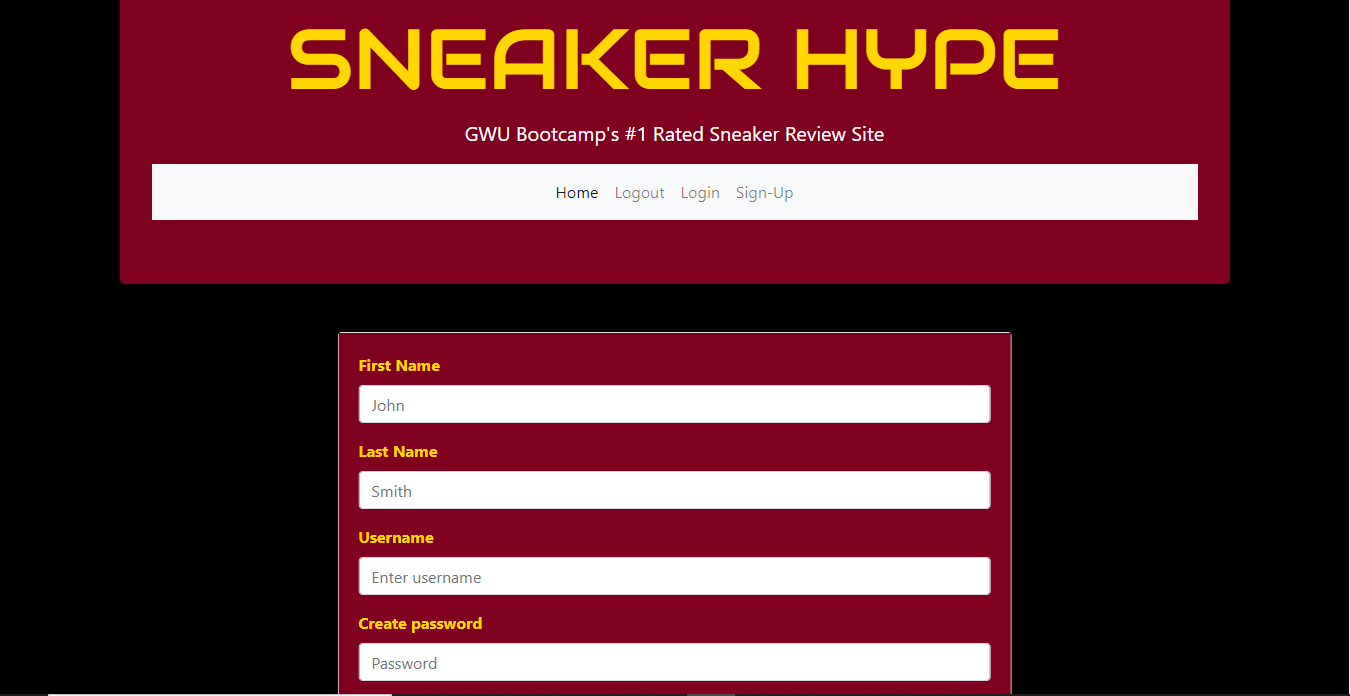 SNEAKER HYPE
GWU Bootcamp's #1 Rated Sneaker Review Site
Home Logout Login Sign-Up
First Name
John
Last Name
Smith
Username
Enter username
Create password
Password